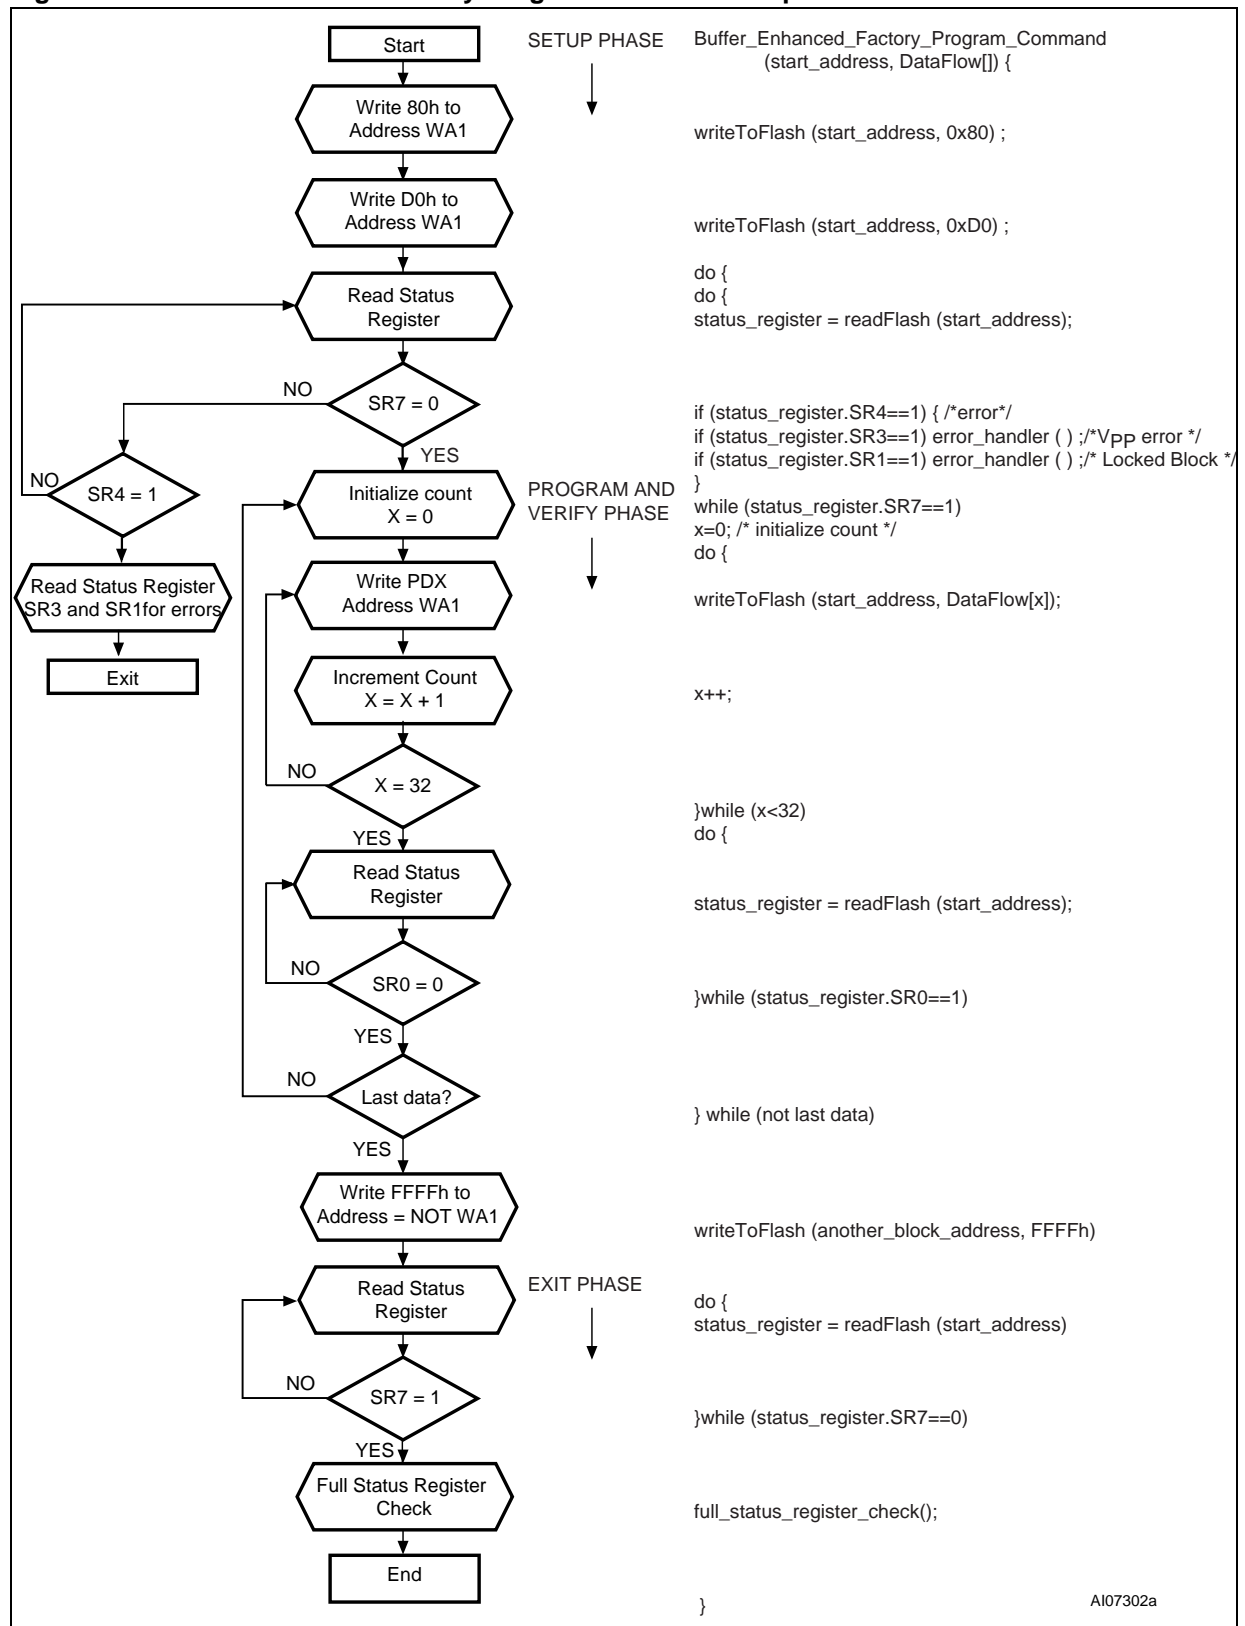 Start
Write 80h to
Address WA1
Write D0h to
Address WA1
Read Status
Register
NO
SR7 = 0
YES
NO
SR4 = 1
Read Status Register
SR3 and SR1for errors
Exit
Initialize count
X = 0
Write PDX
Address WA1
Increment Count
X = X + 1
NO
X = 32
YES
Read Status
Register
NO
SR0 = 0
YES
NO
Last data?
YES
Write FFFFh to
Address = NOT WA1
Read Status
Register
NO
SR7 = 1
YES
Full Status Register
Check
End
SETUP PHASE
PROGRAM AND
VERIFY PHASE
EXIT PHASE
Buffer_Enhanced_Factory_Program_Command
(start_address, DataFlow[]) {
writeToFlash (start_address, 0x80) ;
writeToFlash (start_address, 0xD0) ;
do {
do {
status_register = readFlash (start_address);
if (status_register.SR4==1) { /*error*/
if (status_register.SR3==1) error_handler ( ) ;/*VPP error */
if (status_register.SR1==1) error_handler ( ) ;/* Locked Block */
}
while (status_register.SR7==1)
x=0; /* initialize count */
do {
writeToFlash (start_address, DataFlow[x]);
x++;
}while (x<32)
do {
status_register = readFlash (start_address);
}while (status_register.SR0==1)
} while (not last data)
writeToFlash (another_block_address, FFFFh)
do {
status_register = readFlash (start_address)
}while (status_register.SR7==0)
full_status_register_check();
}
AI07302a